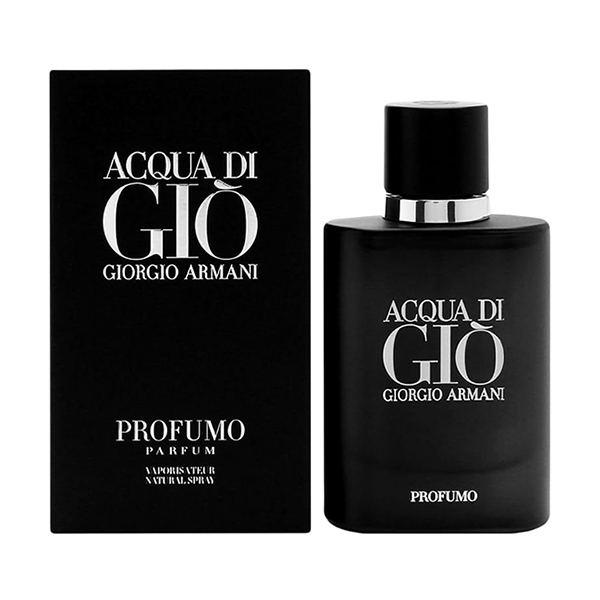 ACQUA DI
GIÒ
GIORGIO ARMANI
PROFUMO
PARFUM
VAPORISATEUR
NATURAL SPRAY
ACQUA DI
GIÒ
GIORGIO ARMANI
PROFUMO